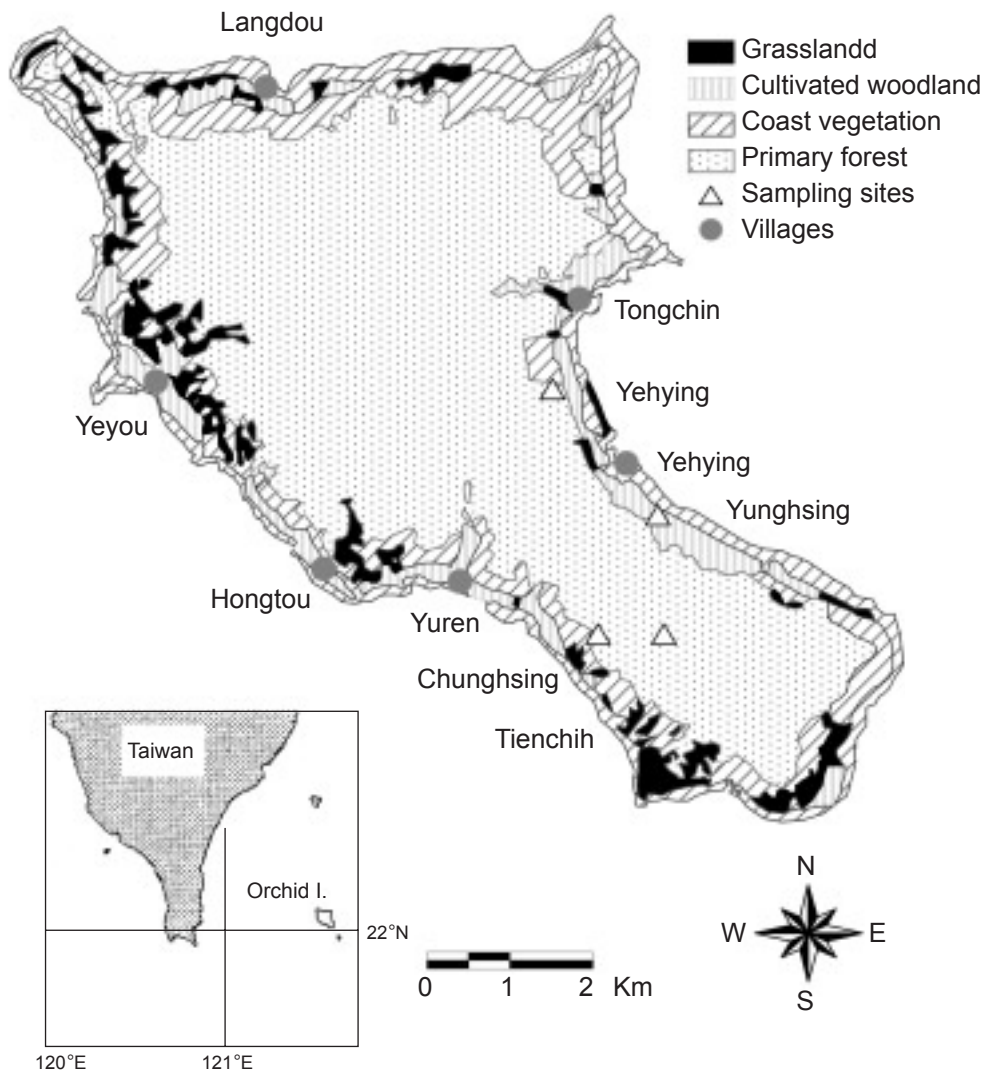 Langdou
Grasslandd
Cultivated woodland
Coast vegetation
Primary forest
Sampling sites
Villages
Tongchin
Yehying
Yeyou
Yehying
Yunghsing
Hongtou
Yuren
Chunghsing
Tienchih
Taiwan
Orchid I.
22°N
120°E
121°E
0 1 2 Km
N
W E
S